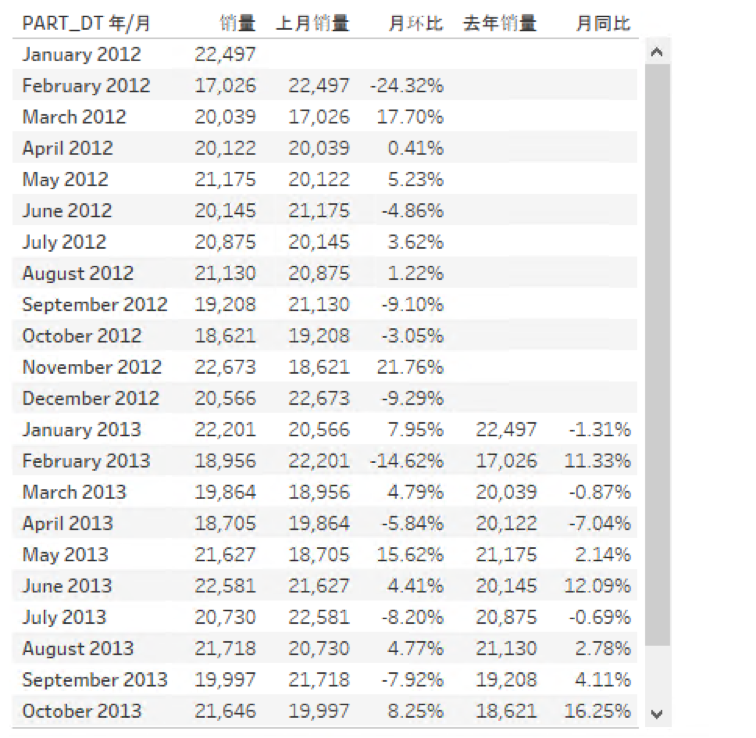 PART_DT 年/月 销量 上月销量 月环比 去年销量 月同比
January 2012 22,497
February 2012 17,026 22,497 -24.32%
March 2012 20,039 17,026 17.70%
April 2012 20,122 20,039 0.41%
May 2012 21,175 20,122 5.23%
June 2012 20,145 21,175 -4.86%
July 2012 20,875 20,145 3.62%
August 2012 21,130 20,875 1.22%
September 2012 19,208 21,130 -9.10%
October 2012 18,621 19,208 -3.05%
November 2012 22,673 18,621 21.76%
December 2012 20,566 22,673 -9.29%
January 2013 22,201 20,566 7.95% 22,497 -1.31%
February 2013 18,956 22,201 -14.62% 17,026 11.33%
March 2013 19,864 18,956 4.79% 20,039 -0.87%
April 2013 18,705 19,864 -5.84% 20,122 -7.04%
May 2013 21,627 18,705 15.62% 21,175 2.14%
June 2013 22,581 21,627 4.41% 20,145 12.09%
July 2013 20,730 22,581 -8.20% 20,875 -0.69%
August 2013 21,718 20,730 4.77% 21,130 2.78%
September 2013 19,997 21,718 -7.92% 19,208 4.11%
October 2013 21,646 19,997 8.25% 18,621 16.25%